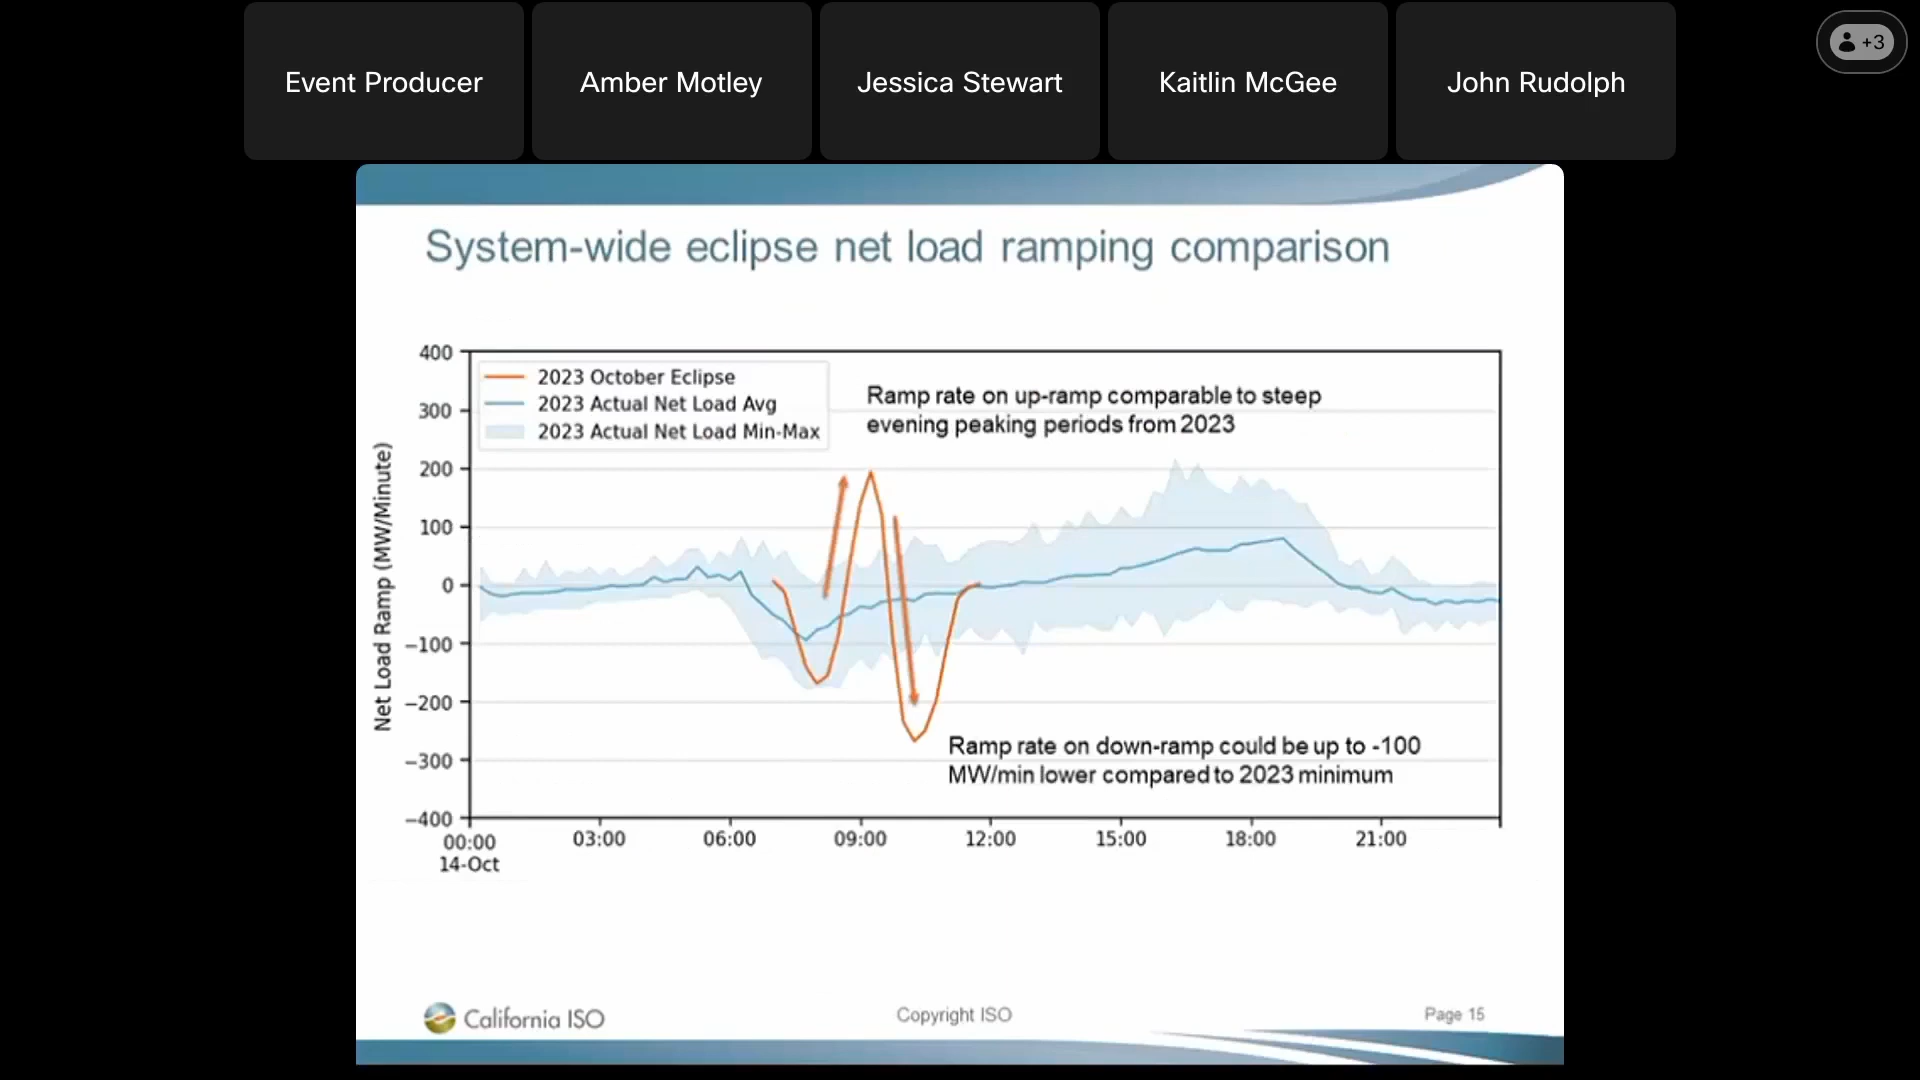 Event Producer
Amber Motley
Jessica Stewart
Kaitlin McGee
John Rudolph
+3
System-wide eclipse net load ramping comparison
2023 October Eclipse
2023 Actual Net Load Avg
2023 Actual Net Load Min-Max
Ramp rate on up-ramp comparable to steep
evening peaking periods from 2023
Ramp rate on down-ramp could be up to -100
MW/min lower compared to 2023 minimum
Net Load Ramp (MW/Minute)
400
300
200
100
0
−100
−200
−300
−400
00:00
14-Oct
03:00
06:00
09:00
12:00
15:00
18:00
21:00
California ISO
Copyright ISO
Page 15